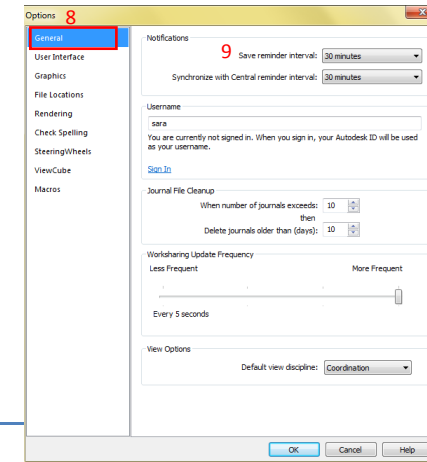 Options 8
General
User Interface
Graphics
File Locations
Rendering
Check Spelling
SteeringWheels
ViewCube
Macros
Notifications
9 Save reminder interval: 30 minutes
Synchronize with Central reminder interval: 30 minutes
Username
sara
You are currently not signed in. When you sign in, your Autodesk ID will be used
as your username.
Sign In
Journal File Cleanup
When number of journals exceeds: 10
then
Delete journals older than (days): 10
Worksharing Update Frequency
Less Frequent More Frequent
Every 5 seconds
View Options
Default view discipline: Coordination
OK Cancel Help